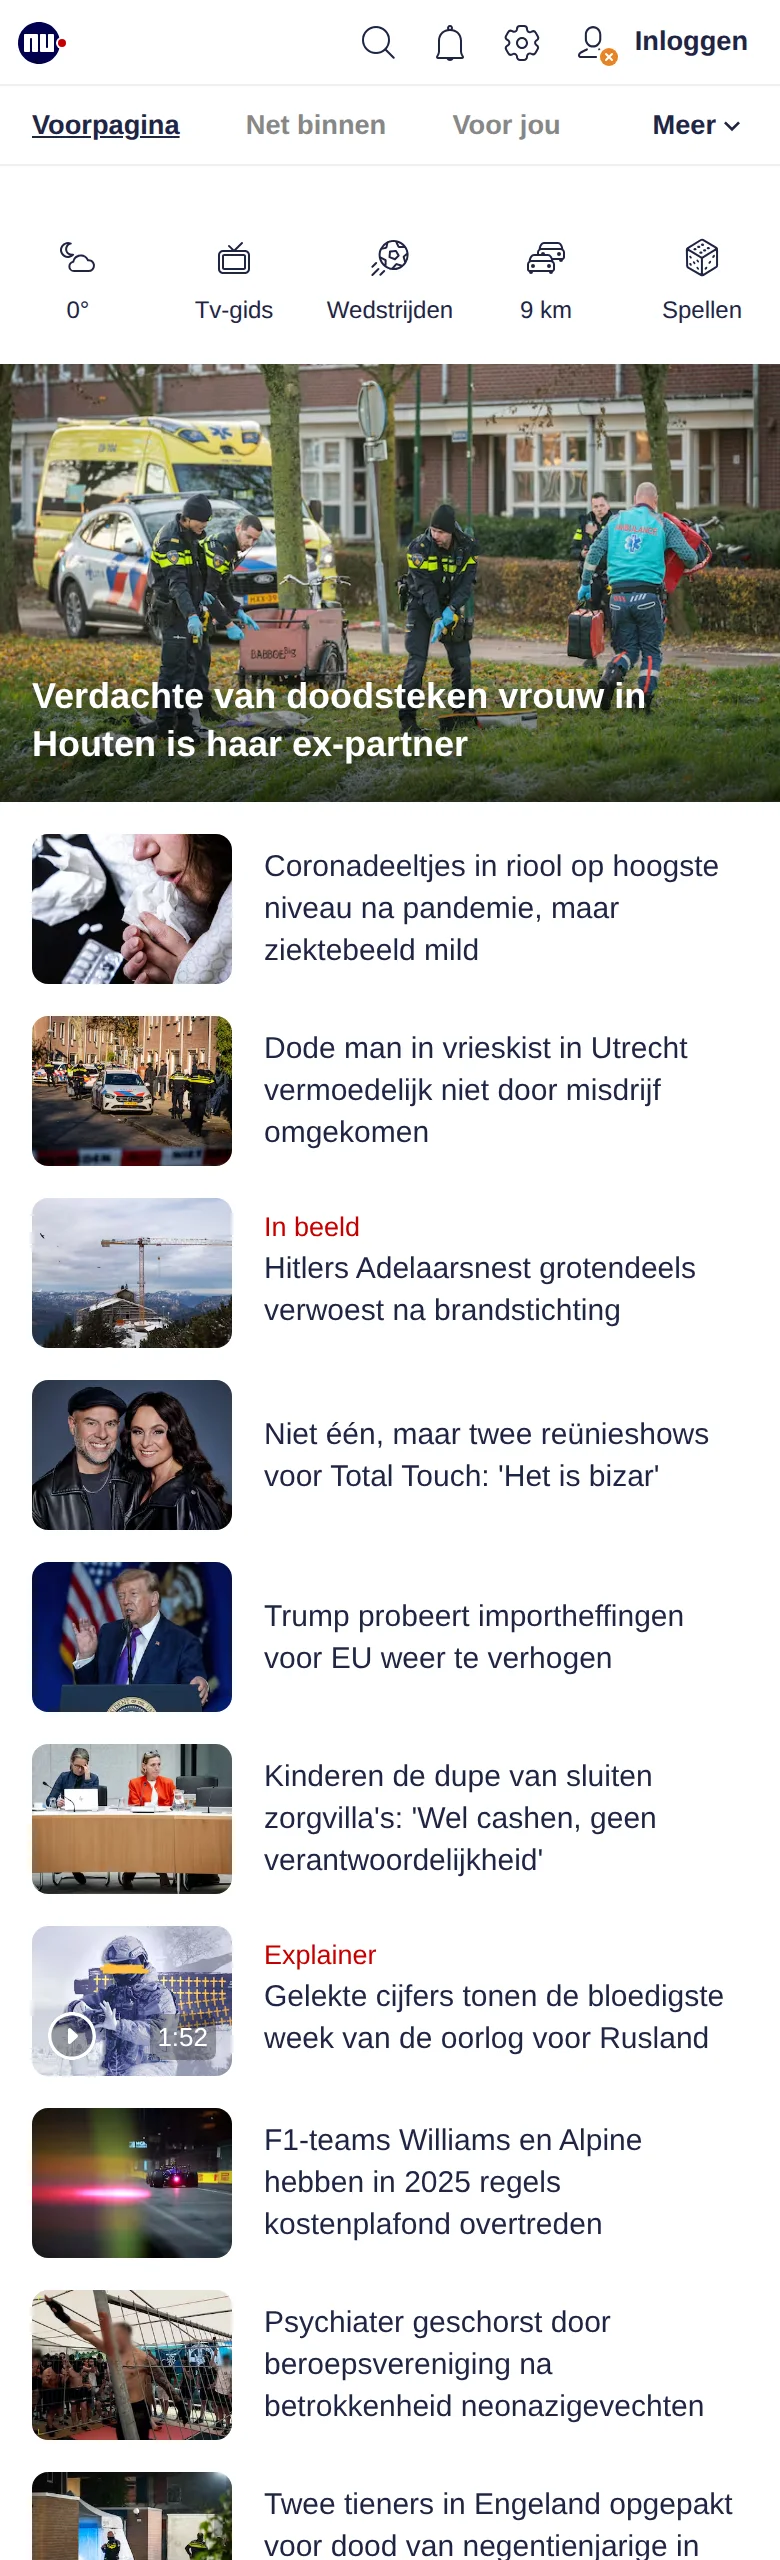 nu
Inloggen
Voorpagina
Net binnen
Voor jou
Meer
0°
Tv-gids
Wedstrijden
9 km
Spellen
AMBULANCE
BABBOE
Verdachte van doodsteken vrouw in
Houten is haar ex-partner
Coronadeeltjes in riool op hoogste
niveau na pandemie, maar
ziektebeeld mild
Dode man in vrieskist in Utrecht
vermoedelijk niet door misdrijf
omgekomen
In beeld
Hitlers Adelaarsnest grotendeels
verwoest na brandstichting
Niet één, maar twee reünieshows
voor Total Touch: 'Het is bizar'
Trump probeert importheffingen
voor EU weer te verhogen
Kinderen de dupe van sluiten
zorgvilla's: 'Wel cashen, geen
verantwoordelijkheid'
Explainer
Gelekte cijfers tonen de bloedigste
week van de oorlog voor Rusland
1:52
F1-teams Williams en Alpine
hebben in 2025 regels
kostenplafond overtreden
Psychiater geschorst door
beroepsvereniging na
betrokkenheid neonazigevechten
Twee tieners in Engeland opgepakt
voor dood van negentienjarige in